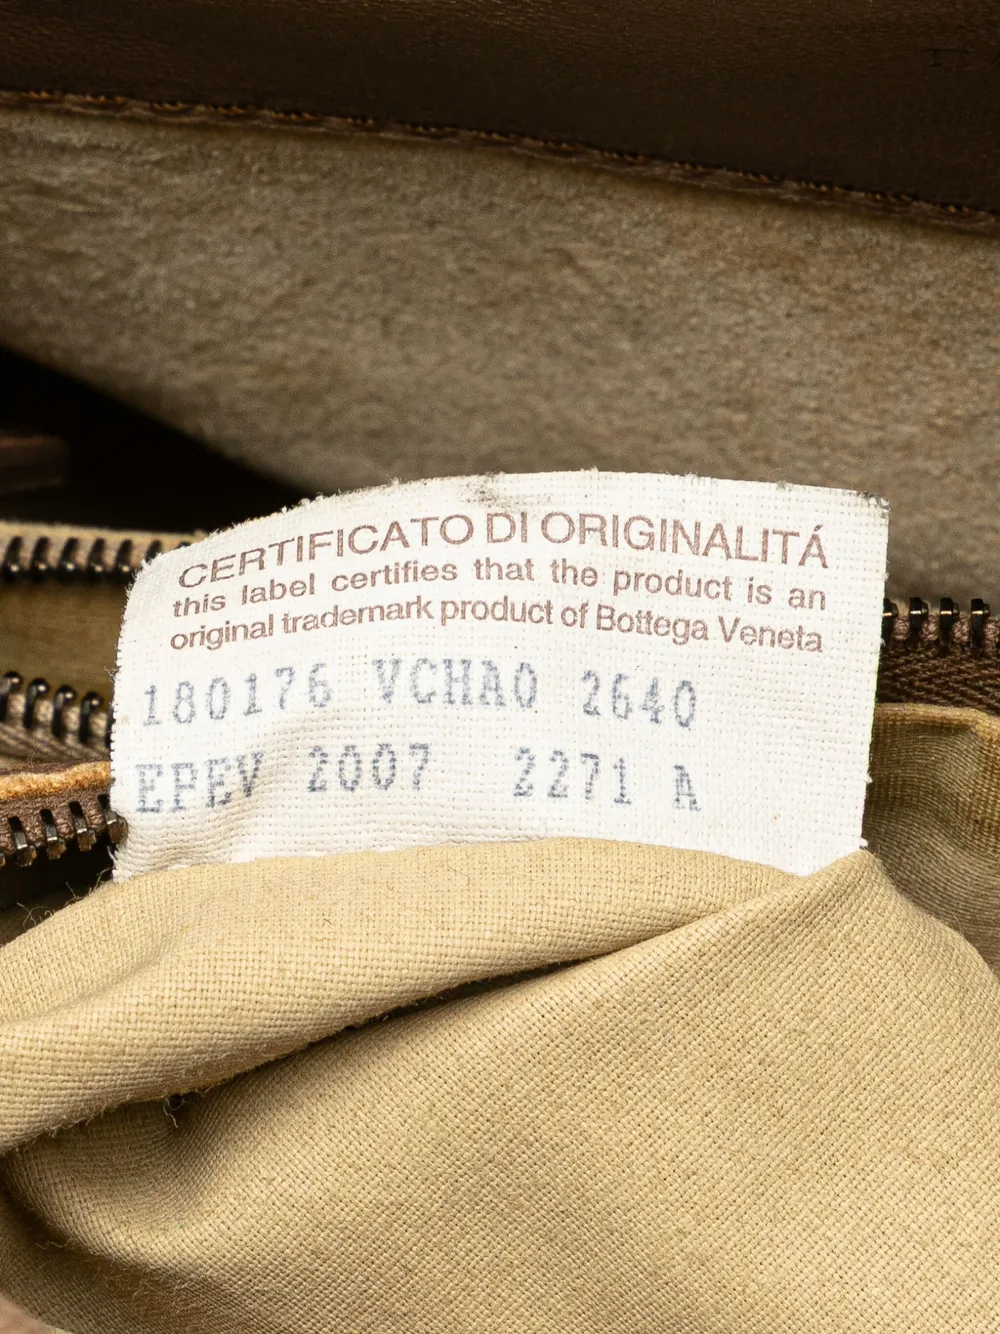 CERTIFICATO DI ORIGINALITÁ
this label certifies that the product is an
original trademark product of Bottega Veneta
180176 VCHA0 2640
EPEV 2007 2271 A